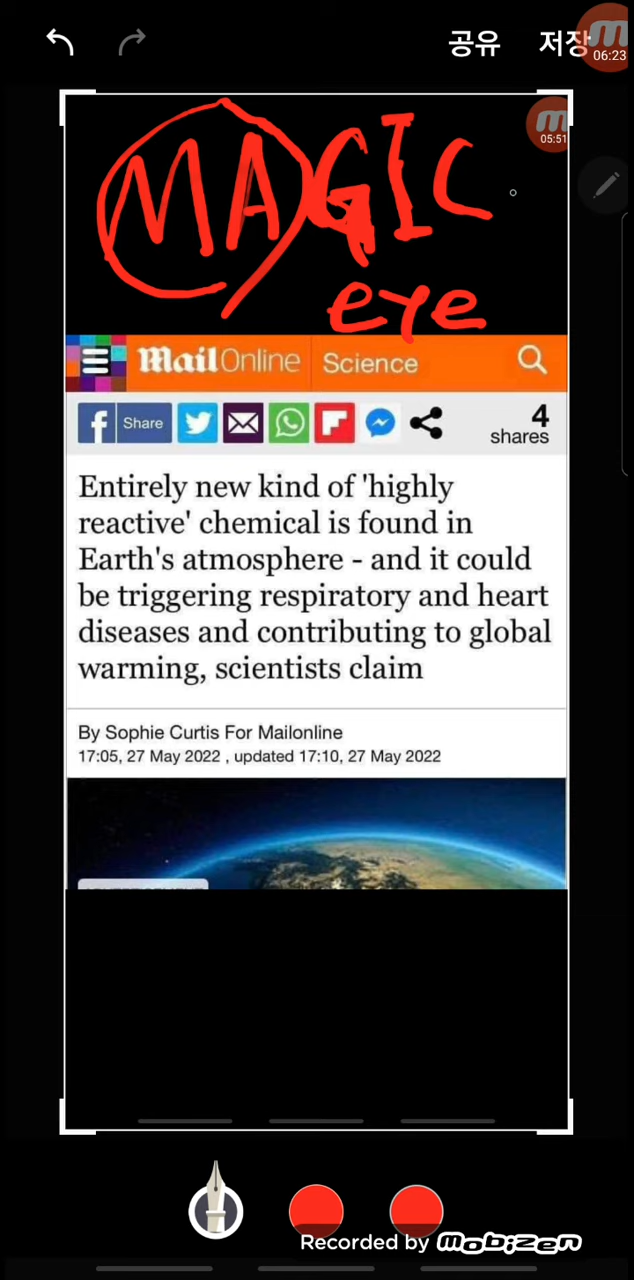 공유 저장
06:23
05:51
MAGIC
eye
Mail Online Science
f Share
4
shares
Entirely new kind of 'highly
reactive' chemical is found in
Earth's atmosphere - and it could
be triggering respiratory and heart
diseases and contributing to global
warming, scientists claim
By Sophie Curtis For Mailonline
17:05, 27 May 2022 , updated 17:10, 27 May 2022
Recorded by mobizen